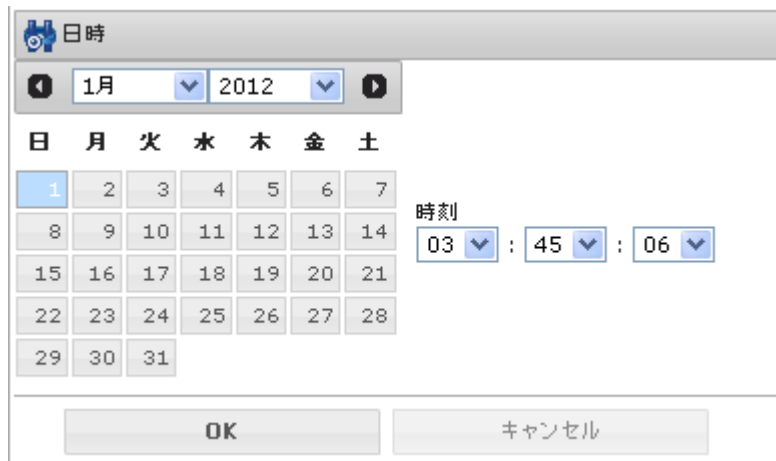 日時
1月 2012
日 月 火 水 木 金 土
1 2 3 4 5 6 7
8 9 10 11 12 13 14
15 16 17 18 19 20 21
22 23 24 25 26 27 28
29 30 31
時刻
03 : 45 : 06
OK キャンセル